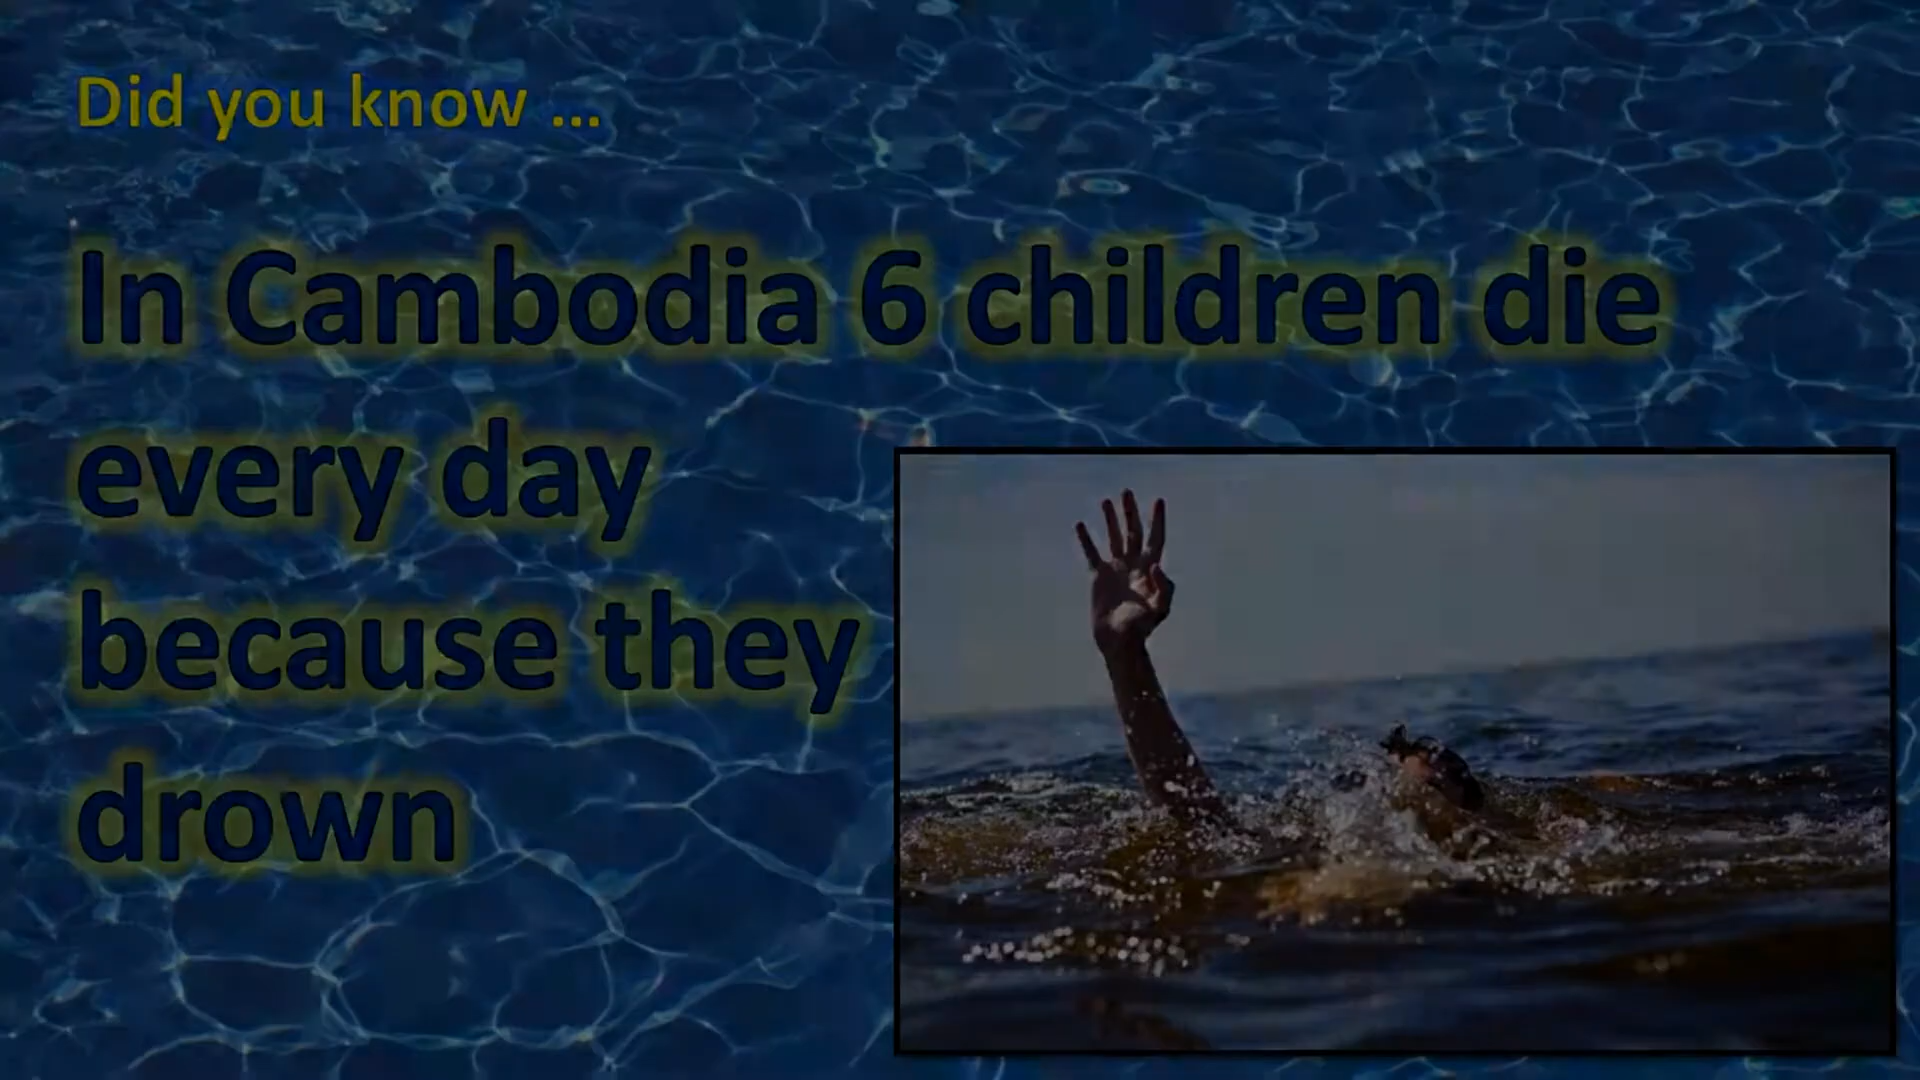 Did you know ...
In Cambodia 6 children die
every day
because they
drown